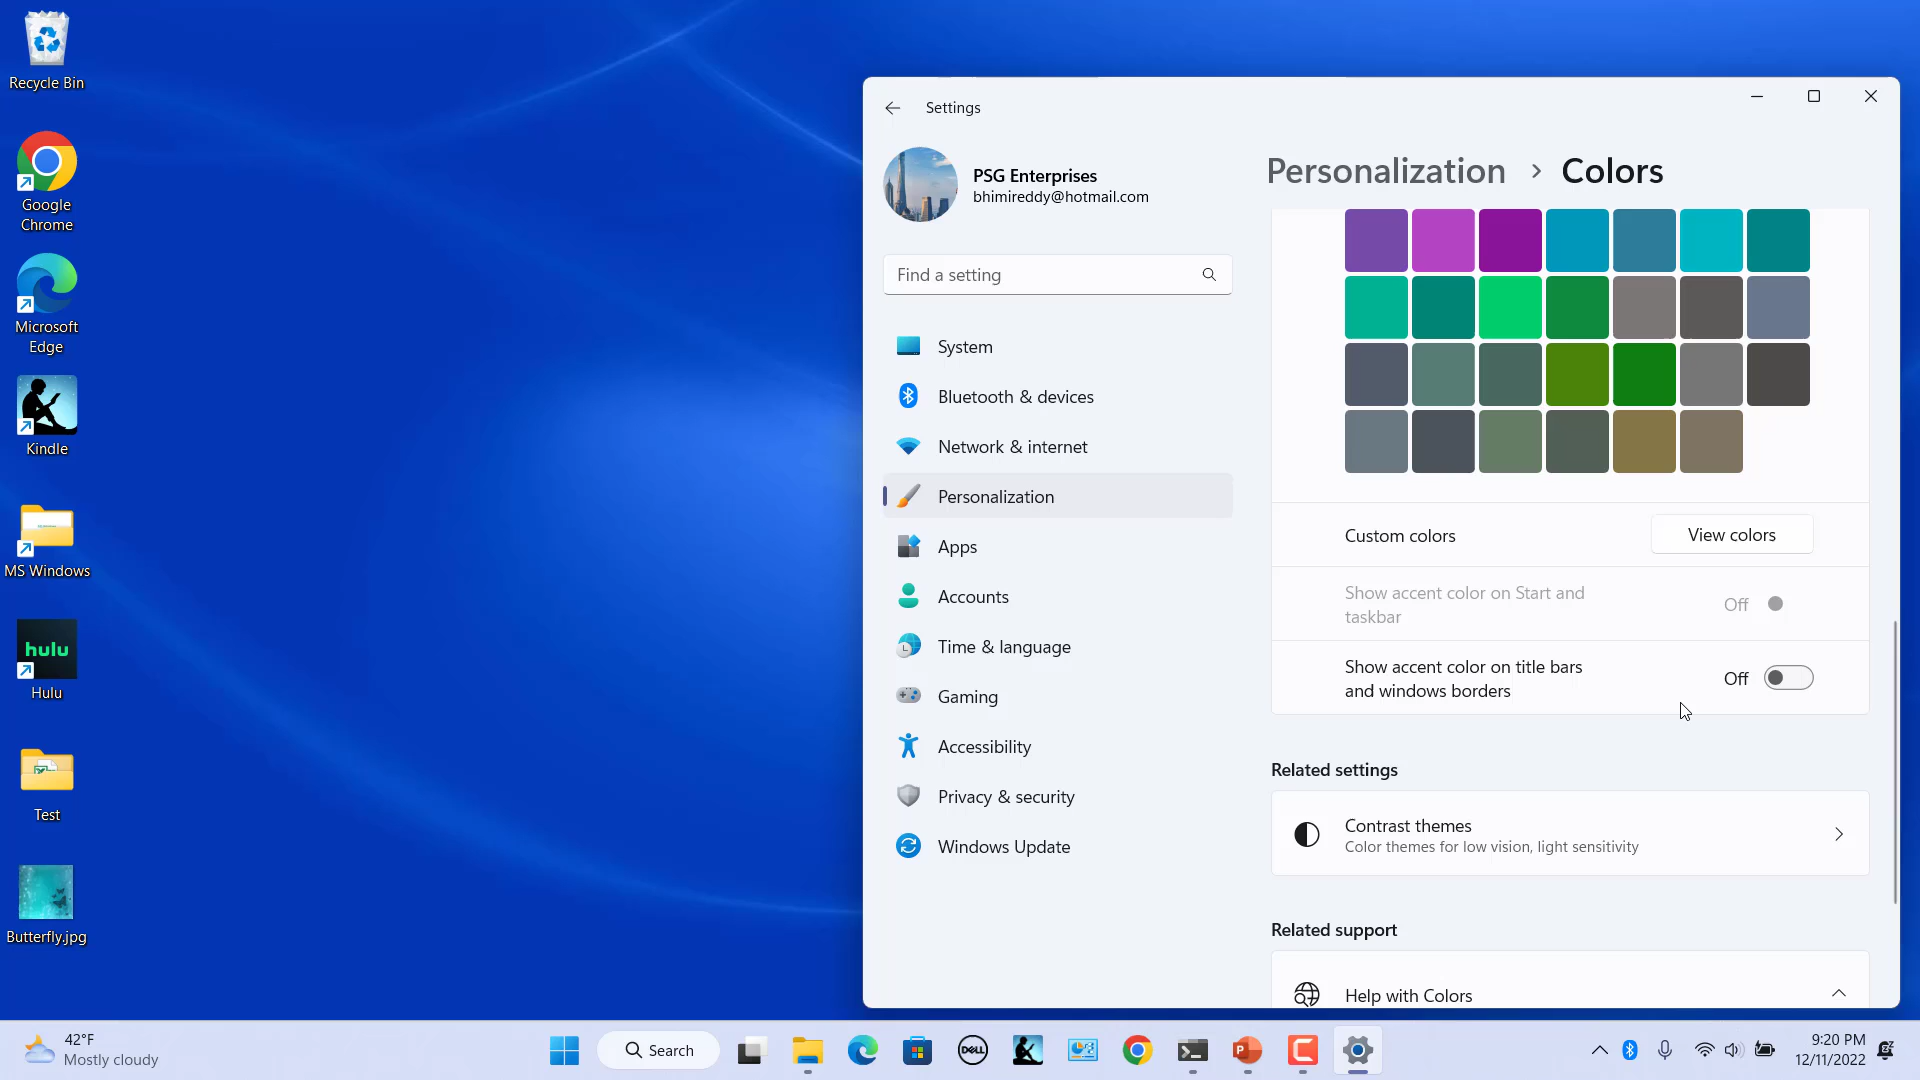 Recycle Bin
Google
Chrome
Microsoft
Edge
Kindle
MS Windows
hulu
Hulu
Test
Butterfly.jpg
Settings
PSG Enterprises
bhimireddy@hotmail.com
Find a setting
System
Bluetooth & devices
Network & internet
Personalization
Apps
Accounts
Time & language
Gaming
Accessibility
Privacy & security
Windows Update
Personalization > Colors
Custom colors
View colors
Show accent color on Start and
taskbar
Off
Show accent color on title bars
and windows borders
Off
Related settings
Contrast themes
Color themes for low vision, light sensitivity
Related support
Help with Colors
42°F
Mostly cloudy
Search
DELL
9:20 PM
12/11/2022